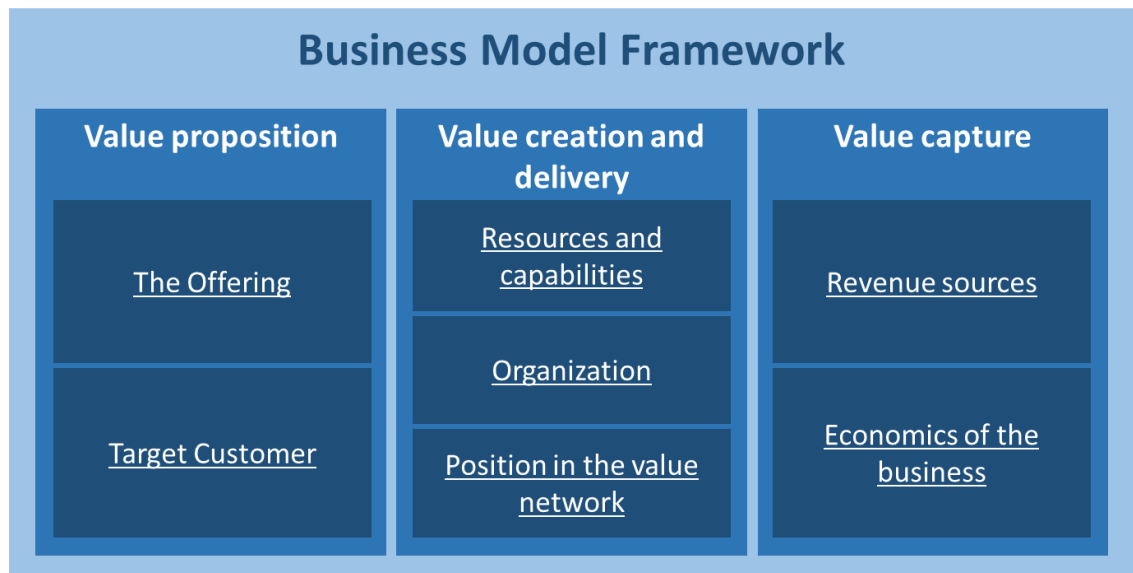 Business Model Framework
Value proposition
The Offering
Target Customer
Value creation and
delivery
Resources and
capabilities
Organization
Position in the value
network
Value capture
Revenue sources
Economics of the
business